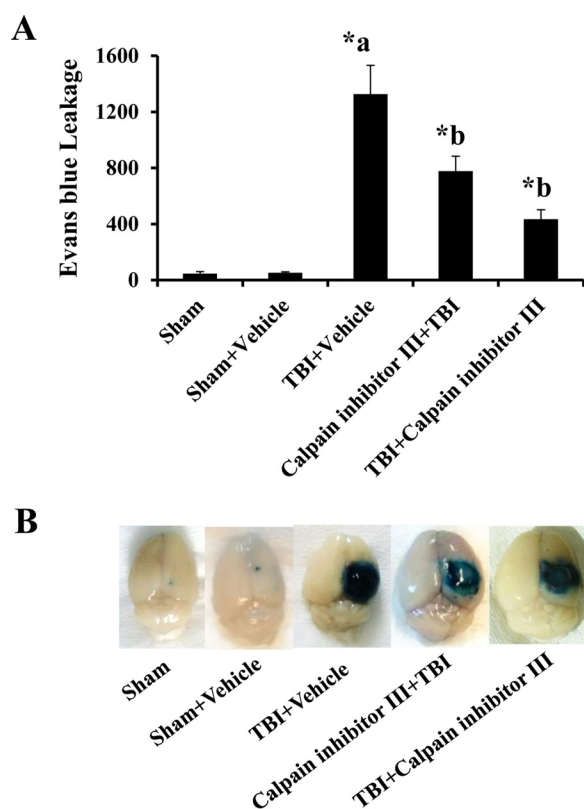 A
Evans blue Leakage
1600
1200
800
400
0
*a
*b
*b
Sham
Sham+Vehicle
TBI+Vehicle
Calpain inhibitor III+TBI
TBI+Calpain inhibitor III
B
Sham
Sham+Vehicle
TBI+Vehicle
Calpain inhibitor III+TBI
TBI+Calpain inhibitor III